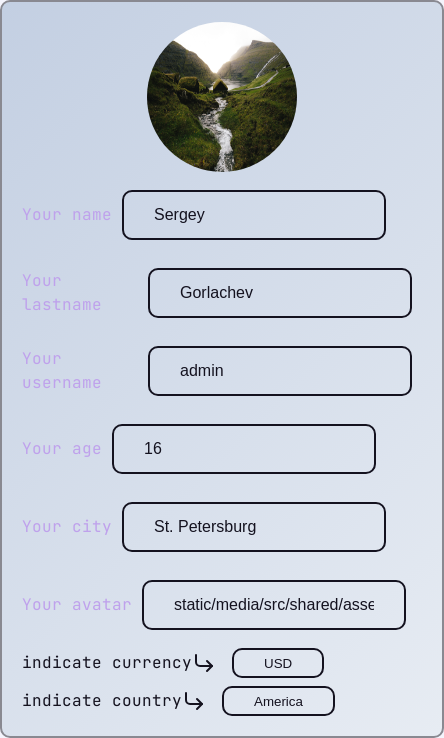 Your name Sergey
Your
lastname
Gorlachev
Your
username
admin
Your age 16
Your city St. Petersburg
Your avatar static/media/src/shared/asse
indicate currency USD
indicate country America